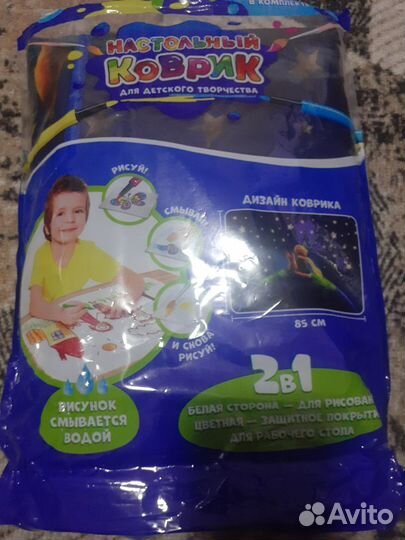 В КОМПЛЕКТЕ
НАСТОЛЬНЫЙ
КОВРИК
ДЛЯ ДЕТСКОГО ТВОРЧЕСТВА
РИСУЙ!
СМЫВАЙ!
И СНОВА
РИСУЙ!
ДИЗАЙН КОВРИКА
85 СМ
РИСУНОК
СМЫВАЕТСЯ
ВОДОЙ
2в1
БЕЛАЯ СТОРОНА — ДЛЯ РИСОВАН
ЦВЕТНАЯ — ЗАЩИТНОЕ ПОКРЫТИ
ДЛЯ РАБОЧЕГО СТОЛА
Avito